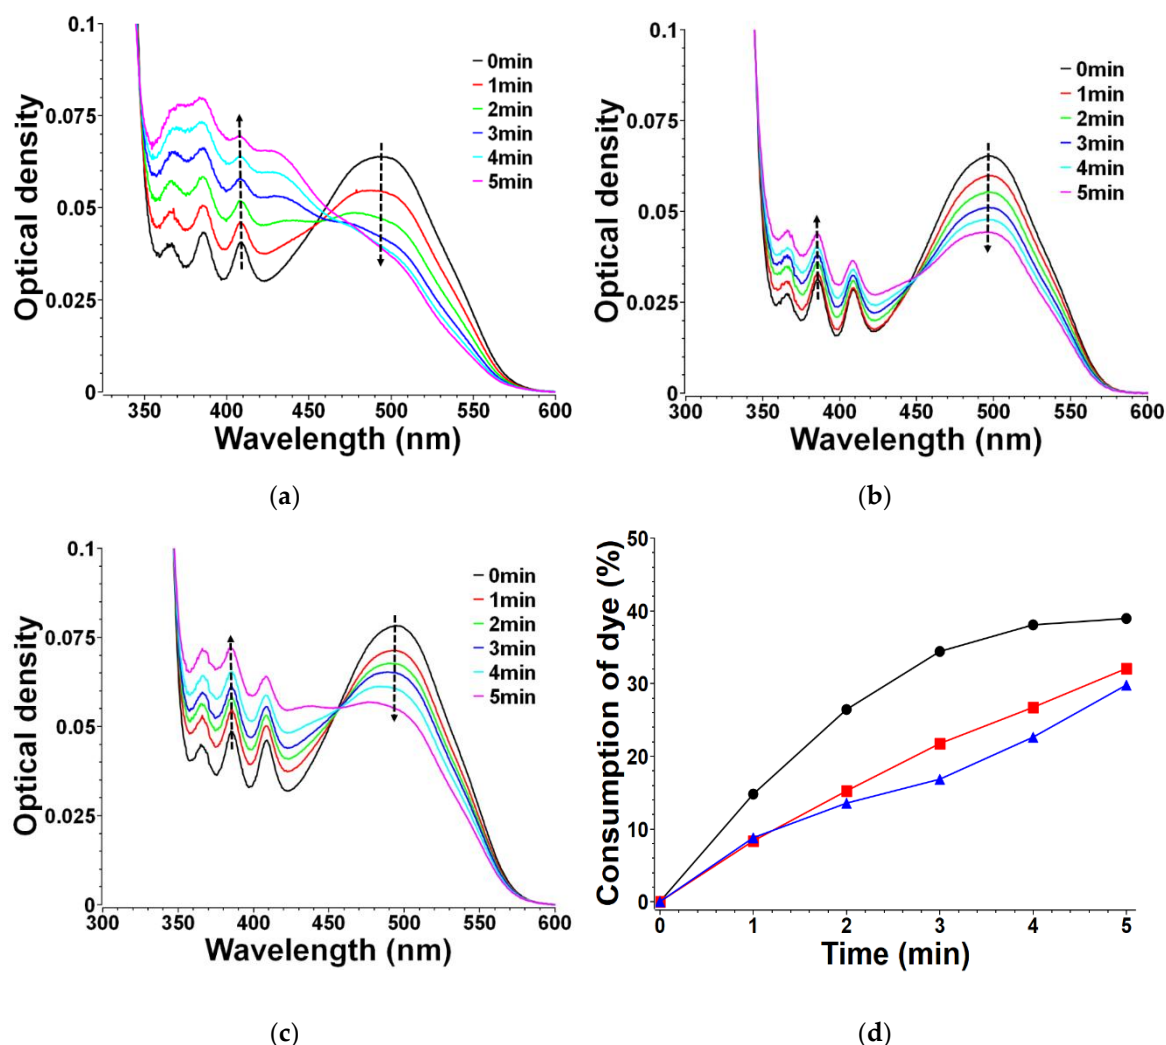 0.1
0.075
0.05
0.025
0
Optical density
0min
1min
2min
3min
4min
5min
350 400 450 500 550 600
Wavelength (nm)
(a)
0.1
0.075
0.05
0.025
0
Optical density
0min
1min
2min
3min
4min
5min
300 350 400 450 500 550 600
Wavelength (nm)
(b)
0.1
0.075
0.05
0.025
0
Optical density
0min
1min
2min
3min
4min
5min
300 350 400 450 500 550 600
Wavelength (nm)
(c)
50
40
30
20
10
0
Consumption of dye (%)
0 1 2 3 4 5
Time (min)
(d)